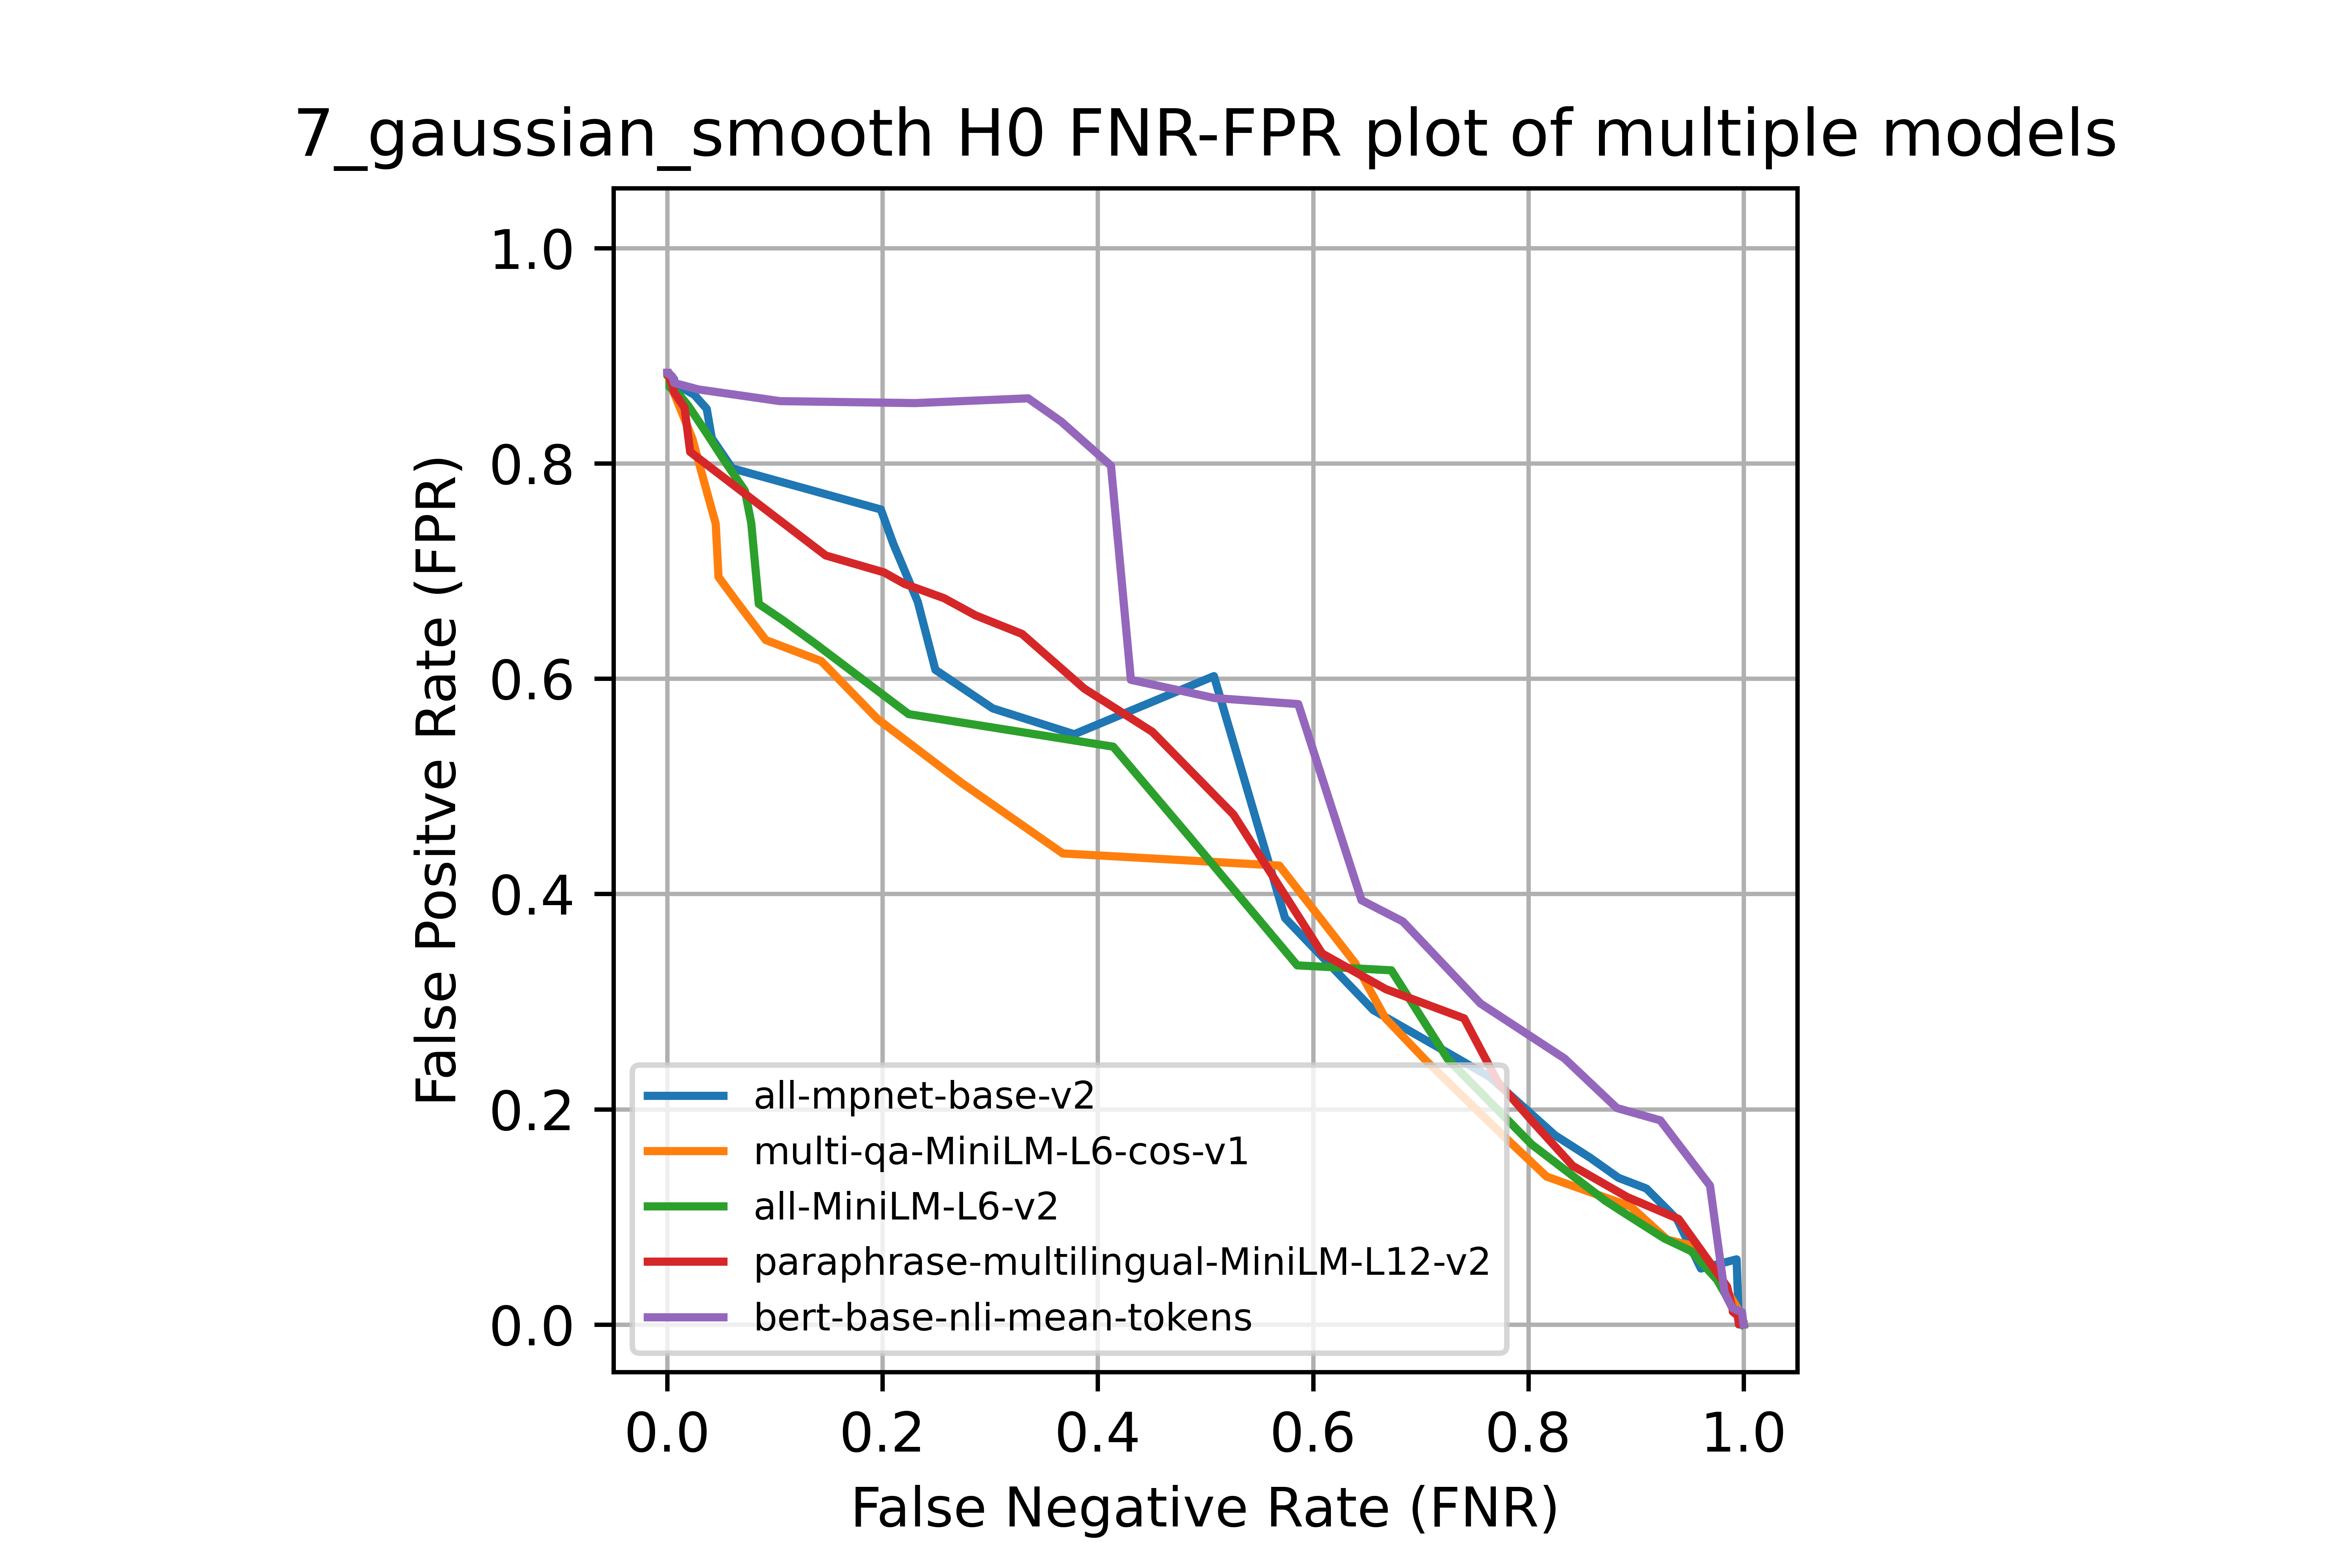 7_gaussian_smooth H0 FNR-FPR plot of multiple models
False Positve Rate (FPR)
1.0
0.8
0.6
0.4
0.2
0.0
all-mpnet-base-v2
multi-qa-MiniLM-L6-cos-v1
all-MiniLM-L6-v2
paraphrase-multilingual-MiniLM-L12-v2
bert-base-nli-mean-tokens
0.0 0.2 0.4 0.6 0.8 1.0
False Negative Rate (FNR)